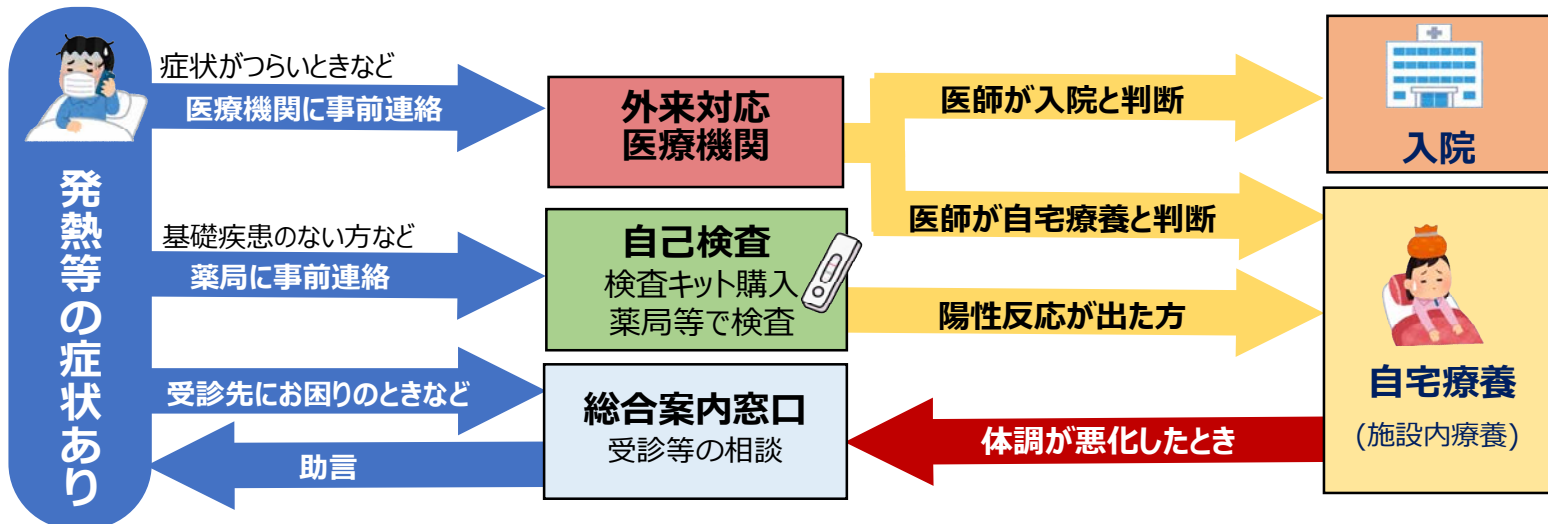 発熱等の症状あり
症状がつらいときなど
医療機関に事前連絡
外来対応
医療機関
医師が入院と判断
入院
医師が自宅療養と判断
基礎疾患のない方など
薬局に事前連絡
自己検査
検査キット購入
薬局等で検査
陽性反応が出た方
自宅療養
(施設内療養)
受診先にお困りのときなど
総合案内窓口
受診等の相談
助言
体調が悪化したとき